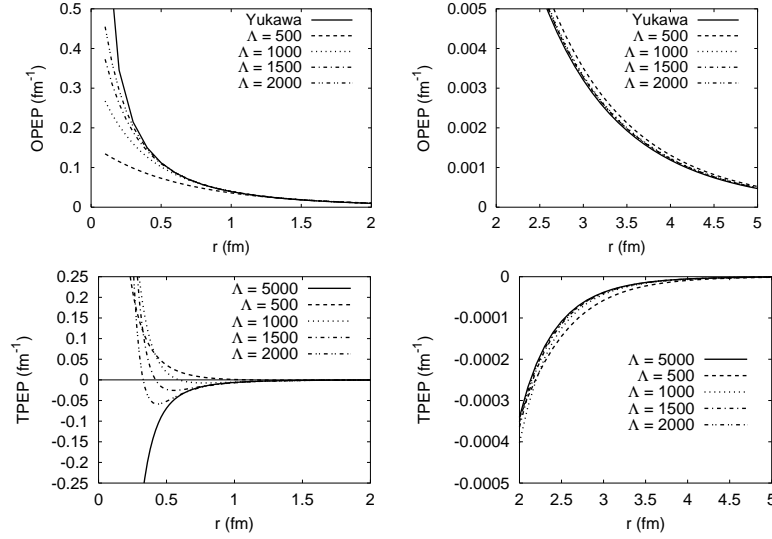 0.5
0.4
0.3
0.2
0.1
0
OPEP (fm⁻¹)
0
0.5
1
1.5
2
r (fm)
Yukawa
Λ = 500
Λ = 1000
Λ = 1500
Λ = 2000
0.005
0.004
0.003
0.002
0.001
0
OPEP (fm⁻¹)
2
2.5
3
3.5
4
4.5
5
r (fm)
Yukawa
Λ = 500
Λ = 1000
Λ = 1500
Λ = 2000
0.25
0.2
0.15
0.1
0.05
0
-0.05
-0.1
-0.15
-0.2
-0.25
TPEP (fm⁻¹)
0
0.5
1
1.5
2
r (fm)
Λ = 5000
Λ = 500
Λ = 1000
Λ = 1500
Λ = 2000
0
-0.0001
-0.0002
-0.0003
-0.0004
-0.0005
TPEP (fm⁻¹)
2
2.5
3
3.5
4
4.5
5
r (fm)
Λ = 5000
Λ = 500
Λ = 1000
Λ = 1500
Λ = 2000